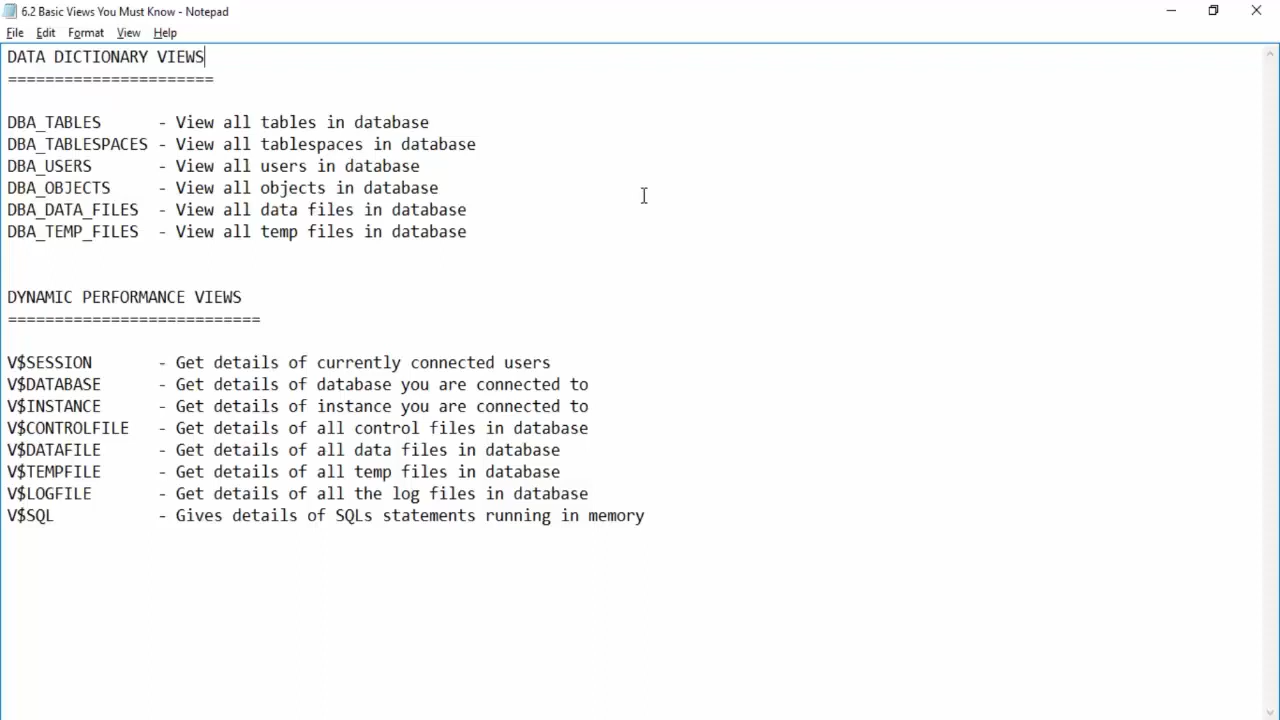 6.2 Basic Views You Must Know - Notepad
File Edit Format View Help
DATA DICTIONARY VIEWS
======================
DBA_TABLES - View all tables in database
DBA_TABLESPACES - View all tablespaces in database
DBA_USERS - View all users in database
DBA_OBJECTS - View all objects in database
DBA_DATA_FILES - View all data files in database
DBA_TEMP_FILES - View all temp files in database
DYNAMIC PERFORMANCE VIEWS
===========================
V$SESSION - Get details of currently connected users
V$DATABASE - Get details of database you are connected to
V$INSTANCE - Get details of instance you are connected to
V$CONTROLFILE - Get details of all control files in database
V$DATAFILE - Get details of all data files in database
V$TEMPFILE - Get details of all temp files in database
V$LOGFILE - Get details of all the log files in database
V$SQL - Gives details of SQLs statements running in memory